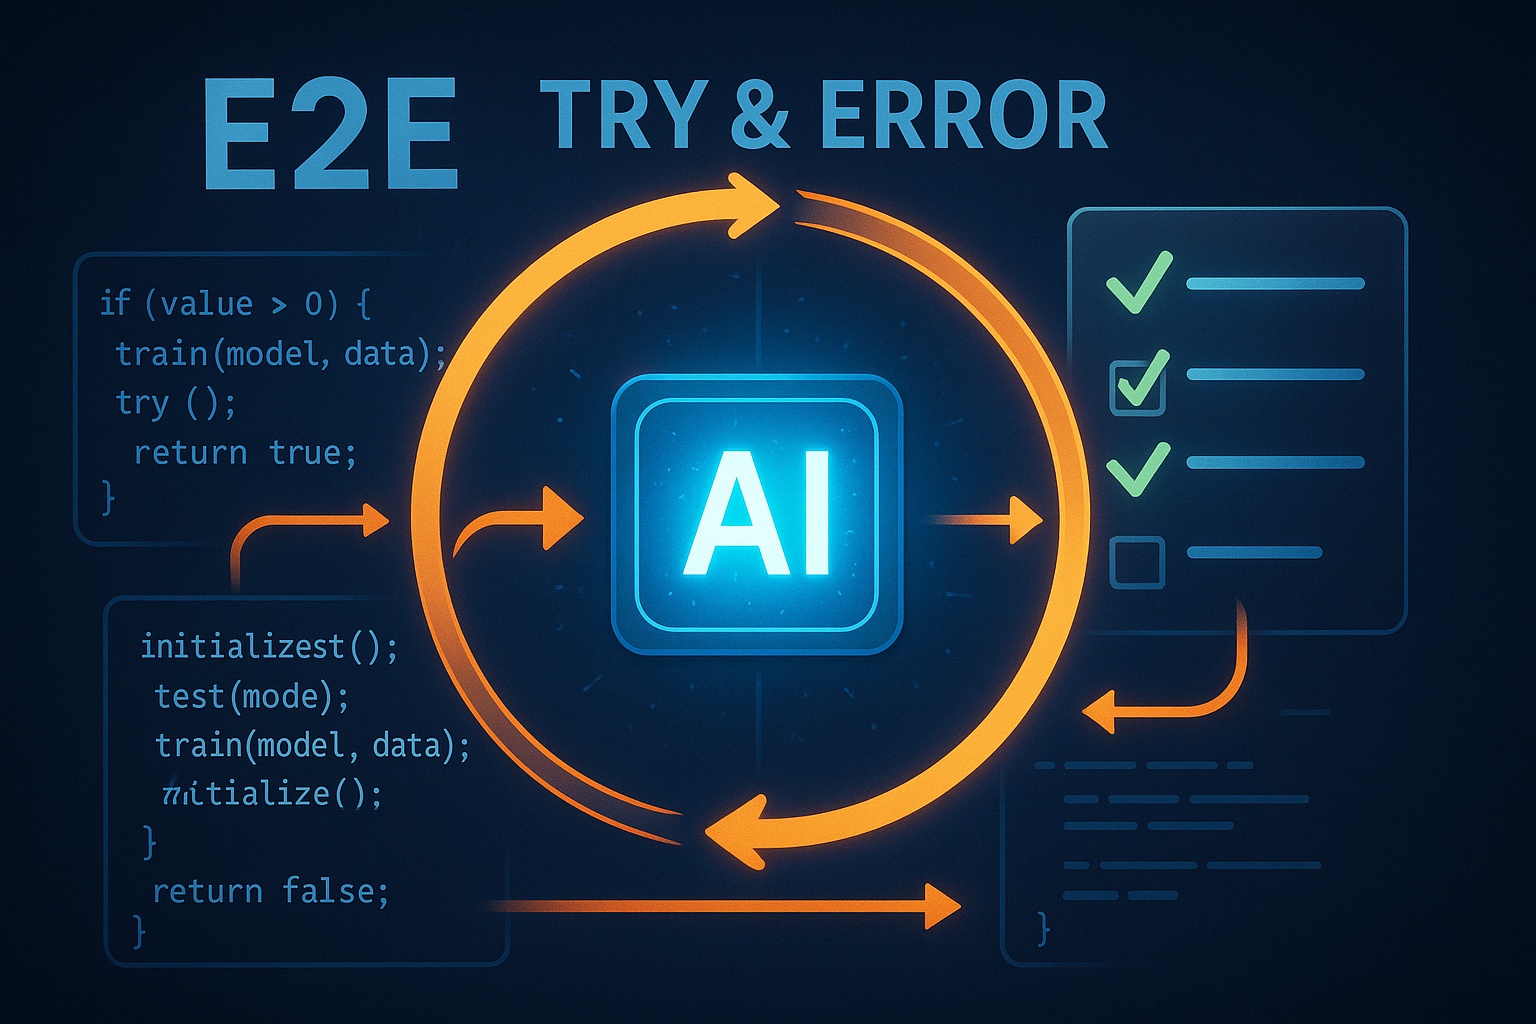 E2E TRY & ERROR
if (value > 0) {
train(model, data);
try ();
return true;
}
AI
initializest();
test(mode);
train(model, data);
}
return false;
}
}